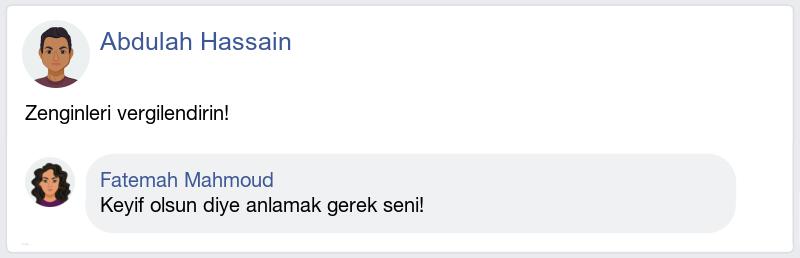 Abdulah Hassain
Zenginleri vergilendirin!
Fatemah Mahmoud
Keyif olsun diye anlamak gerek seni!